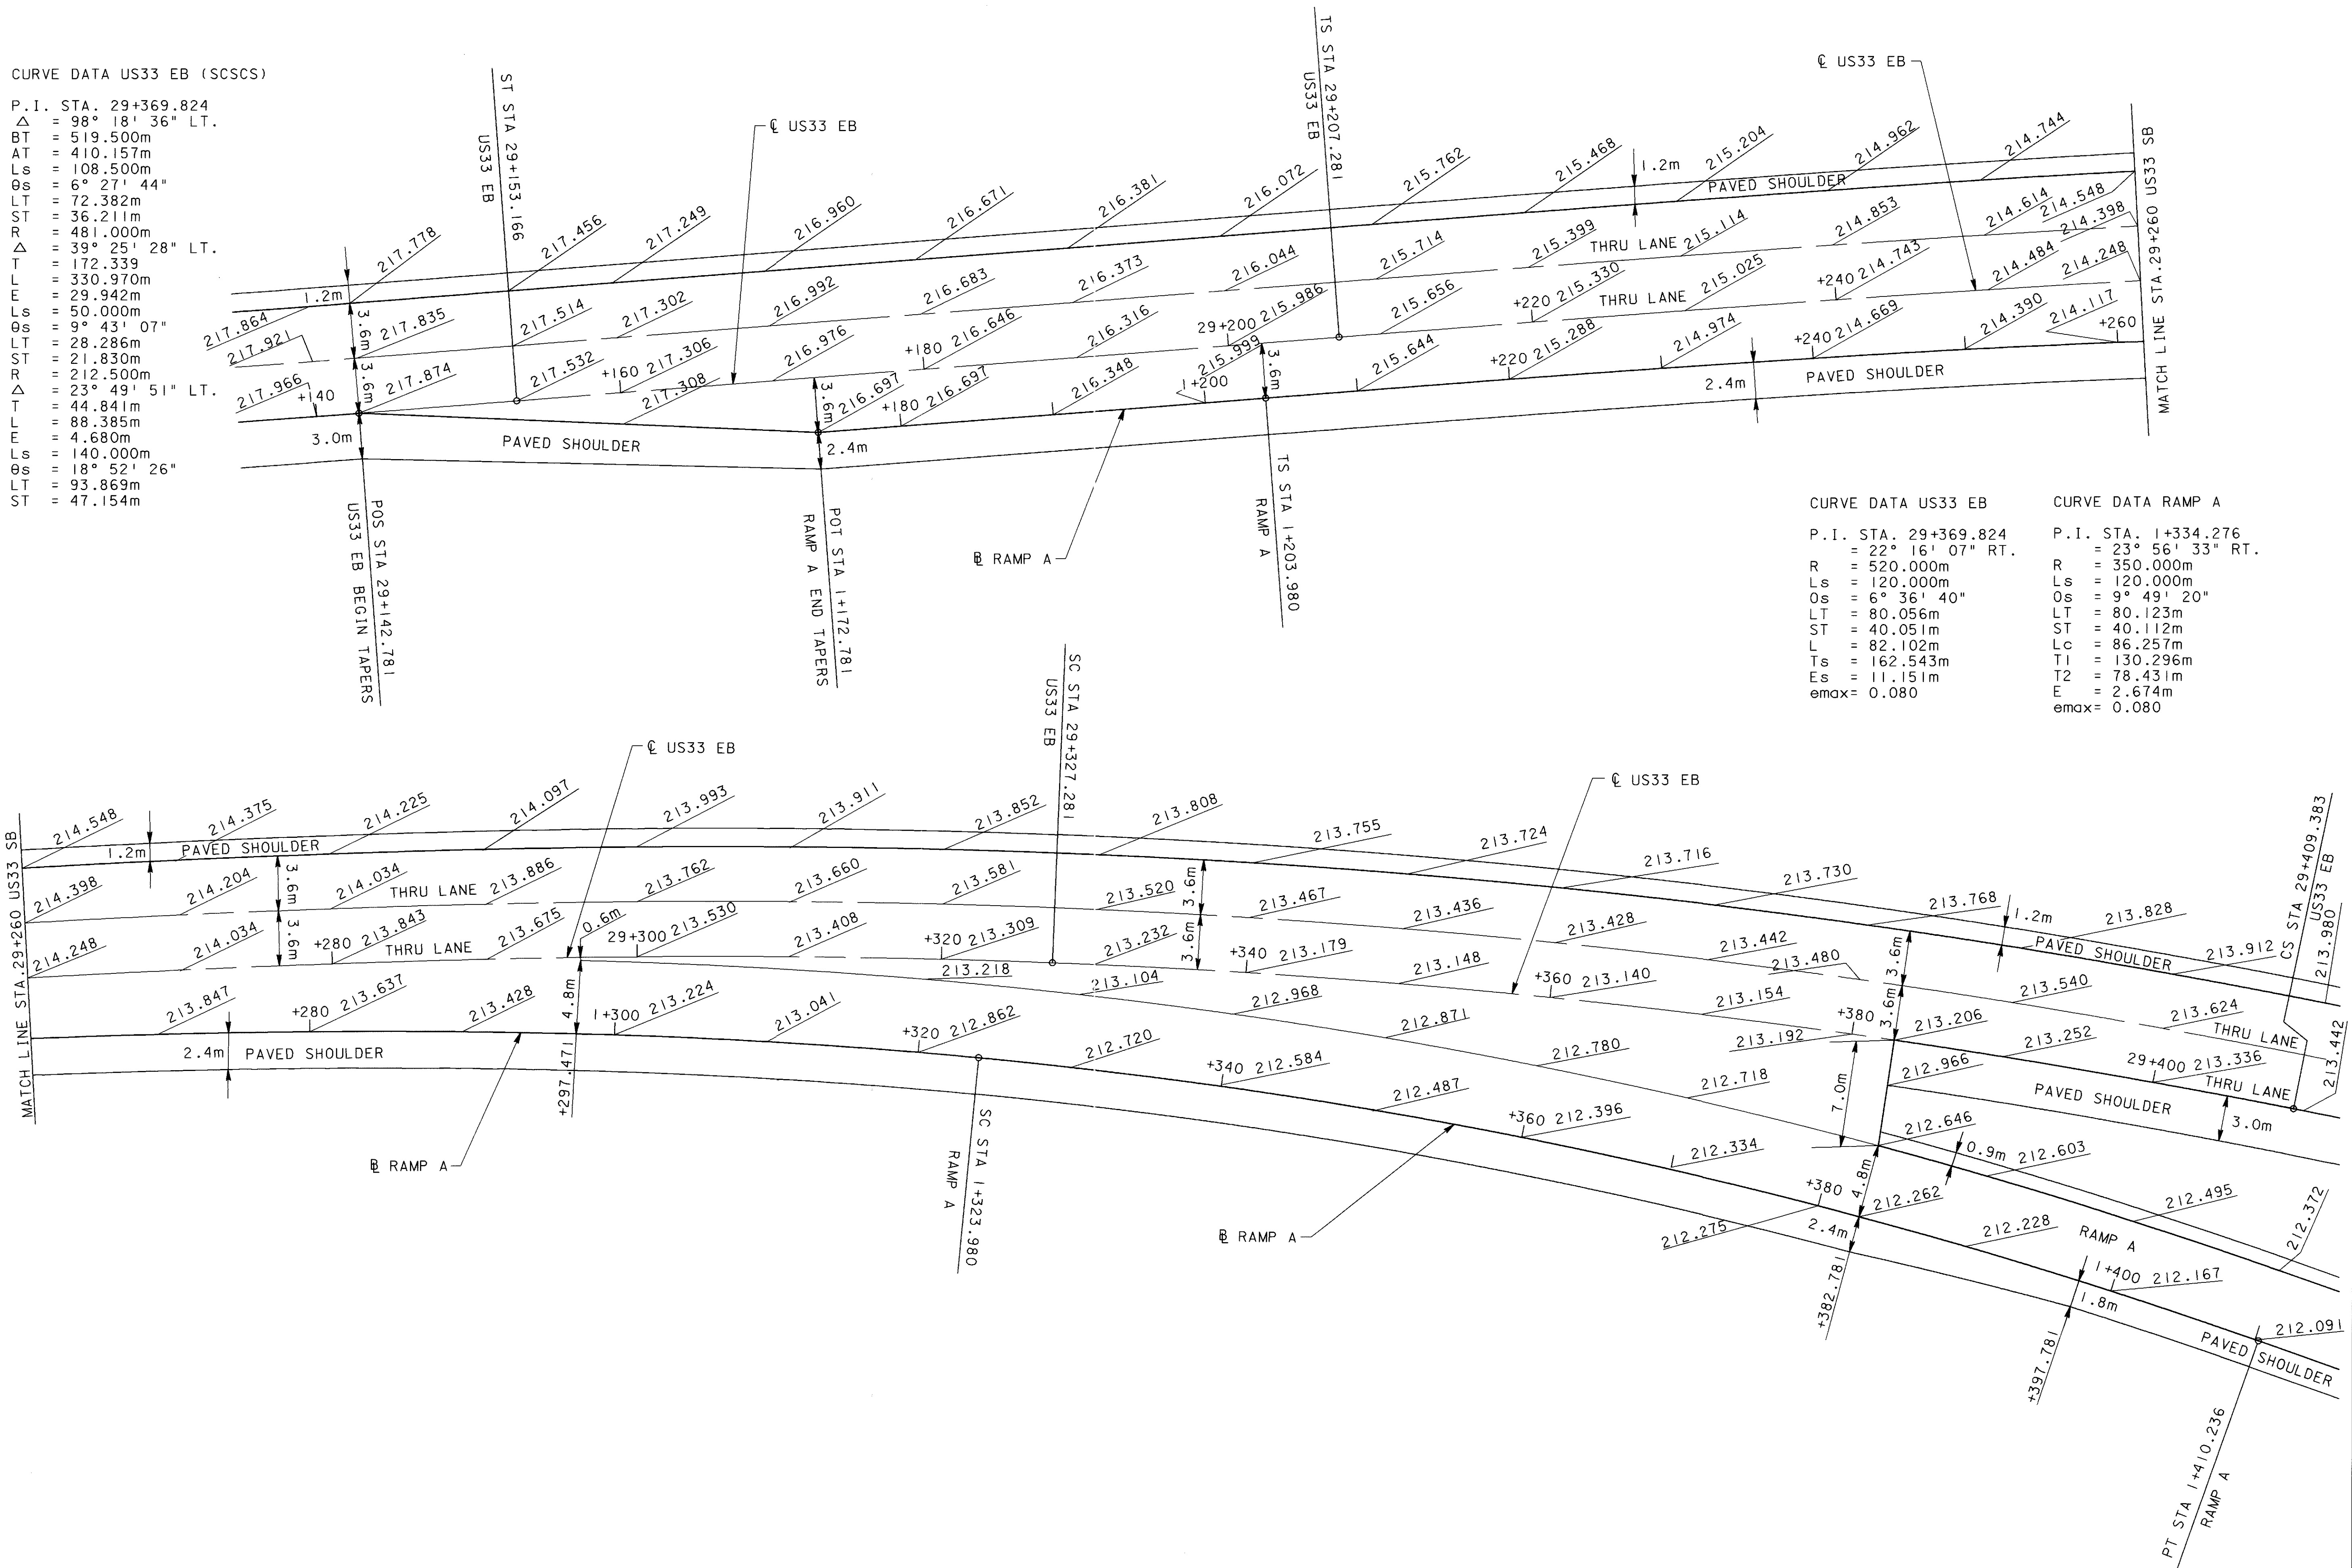 CURVE DATA US33 EB (SCSCS)
P.I. STA. 29+369.824
△ = 98° 18' 36" LT.
BT = 519.500m
AT = 410.157m
Ls = 108.500m
θs = 6° 27' 44"
LT = 72.382m
ST = 36.211m
R = 481.000m
△ = 39° 25' 28" LT.
T = 172.339
L = 330.970m
E = 29.942m
Ls = 50.000m
θs = 9° 43' 07"
LT = 28.286m
ST = 21.830m
R = 212.500m
△ = 23° 49' 51" LT.
T = 44.841m
L = 88.385m
E = 4.680m
Ls = 140.000m
θs = 18° 52' 26"
LT = 93.869m
ST = 47.154m
ST STA 29+153.166
US33 EB
℄ US33 EB
TS STA 29+207.281
US33 EB
℄ US33 EB
MATCH LINE STA.29+260 US33 SB
217.778
217.456
217.249
216.960
216.671
216.381
216.072
215.762
215.468
1.2m
215.204
214.962
214.744
PAVED SHOULDER
1.2m
217.864
217.921
3.6m
217.835
217.514
217.302
216.992
216.683
216.373
216.044
215.714
215.399
THRU LANE
215.114
214.853
214.614
214.548
214.398
217.966
+140
3.6m
217.874
217.532
+160 217.306
216.976
+180 216.646
216.316
29+200 215.986
215.656
+220 215.330
THRU LANE
215.025
+240 214.743
214.484
214.248
217.308
3.6m
216.697
+180 216.697
216.348
1+200
215.999
3.6m
215.644
+220 215.288
214.974
+240 214.669
214.390
214.117
+260
3.0m
PAVED SHOULDER
2.4m
2.4m
PAVED SHOULDER
POS STA 29+142.781
US33 EB BEGIN TAPERS
POT STA 1+172.781
RAMP A END TAPERS
℄ RAMP A
TS STA 1+203.980
RAMP A
CURVE DATA US33 EB
P.I. STA. 29+369.824
= 22° 16' 07" RT.
R = 520.000m
Ls = 120.000m
Os = 6° 36' 40"
LT = 80.056m
ST = 40.051m
L = 82.102m
Ts = 162.543m
Es = 11.151m
emax= 0.080
CURVE DATA RAMP A
P.I. STA. 1+334.276
= 23° 56' 33" RT.
R = 350.000m
Ls = 120.000m
Os = 9° 49' 20"
LT = 80.123m
ST = 40.112m
Lc = 86.257m
T1 = 130.296m
T2 = 78.431m
E = 2.674m
emax= 0.080
MATCH LINE STA.29+260 US33 SB
℄ US33 EB
SC STA 29+327.281
US33 EB
℄ US33 EB
CS STA 29+409.383
US33 EB
214.548
1.2m
214.375
214.225
214.097
213.993
213.911
213.852
213.808
213.755
213.724
213.716
213.730
213.768
1.2m
213.828
213.912
213.980
PAVED SHOULDER
PAVED SHOULDER
214.398
214.204
3.6m
214.034
THRU LANE
213.886
213.762
213.660
213.581
213.520
3.6m
213.467
213.436
213.428
213.442
213.480
3.6m
213.540
213.624
THRU LANE
213.442
214.248
214.034
3.6m
+280 213.843
THRU LANE
213.675
0.6m
29+300 213.530
213.408
+320 213.309
213.232
3.6m
+340 213.179
213.148
+360 213.140
213.154
+380
213.192
3.6m
213.206
213.252
29+400 213.336
THRU LANE
213.218
213.104
212.968
212.871
212.780
212.718
7.0m
212.966
PAVED SHOULDER
3.0m
212.646
0.9m
212.603
212.495
212.372
213.847
+280 213.637
213.428
4.8m
1+300 213.224
213.041
+320 212.862
212.720
+340 212.584
212.487
+360 212.396
212.334
+380
212.275
4.8m
212.262
212.228
RAMP A
1+400 212.167
212.091
2.4m
PAVED SHOULDER
+297.471
2.4m
+382.781
1.8m
+397.781
PAVED SHOULDER
℄ RAMP A
SC STA 1+323.980
RAMP A
℄ RAMP A
PT STA 1+410.236
RAMP A